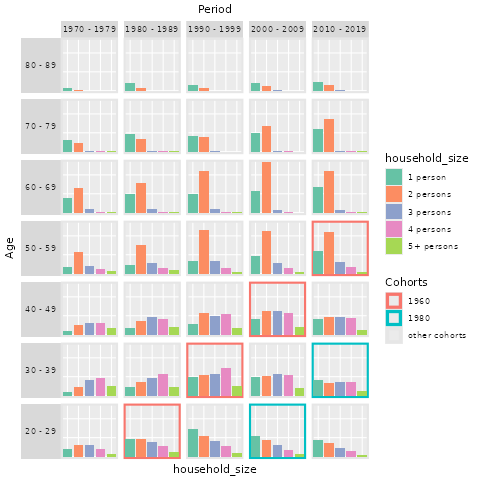 Period
1970 - 1979 1980 - 1989 1990 - 1999 2000 - 2009 2010 - 2019
Age
80 - 89
70 - 79
60 - 69
50 - 59
40 - 49
30 - 39
20 - 29
household_size
household_size
1 person
2 persons
3 persons
4 persons
5+ persons
Cohorts
1960
1980
other cohorts